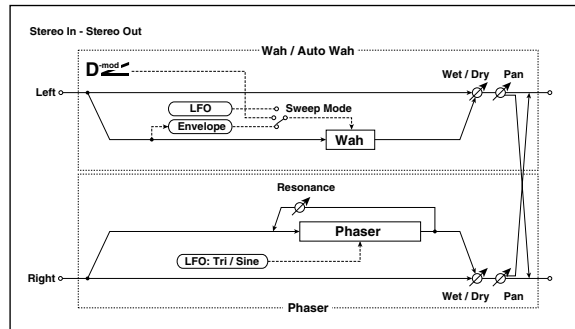 Stereo In - Stereo Out
Wah / Auto Wah
D-mod
Wet / Dry
Pan
Left
LFO
Sweep Mode
Envelope
Wah
Resonance
Phaser
LFO: Tri / Sine
Right
Wet / Dry
Pan
Phaser